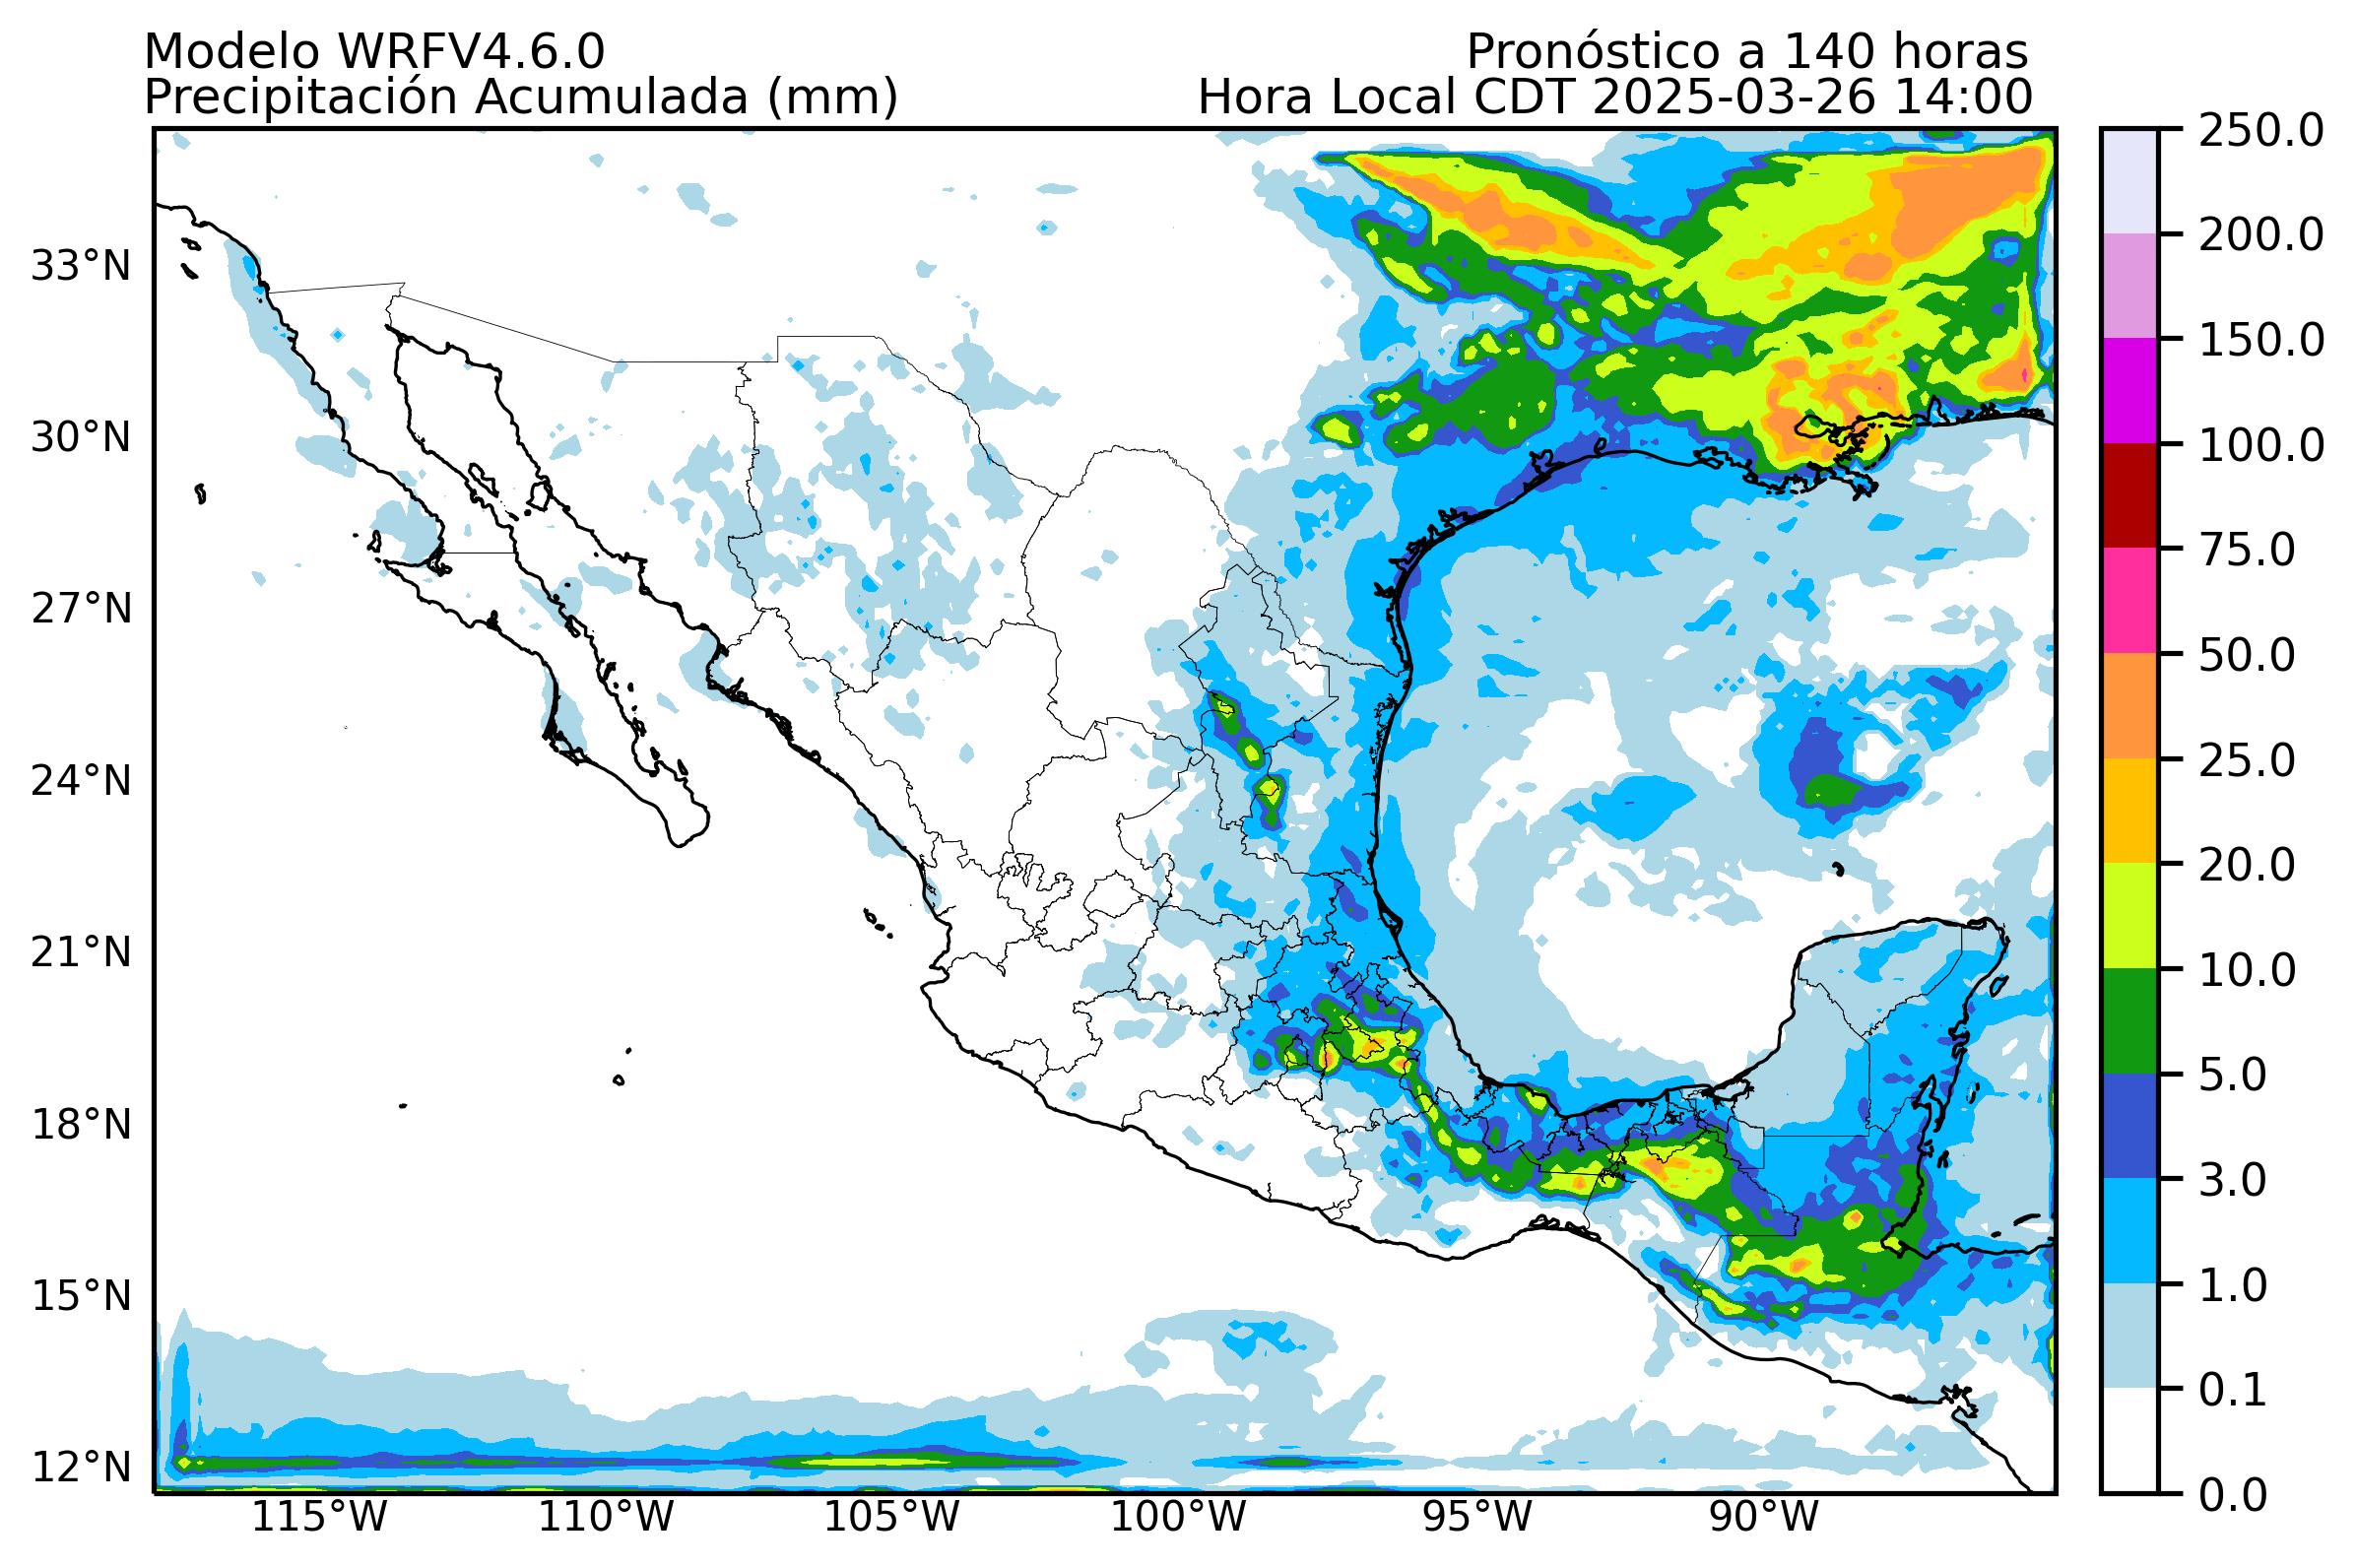 Modelo WRFV4.6.0
Pronóstico a 140 horas
Precipitación Acumulada (mm)
Hora Local CDT 2025-03-26 14:00
33°N
30°N
27°N
24°N
21°N
18°N
15°N
12°N
115°W
110°W
105°W
100°W
95°W
90°W
250.0
200.0
150.0
100.0
75.0
50.0
25.0
20.0
10.0
5.0
3.0
1.0
0.1
0.0